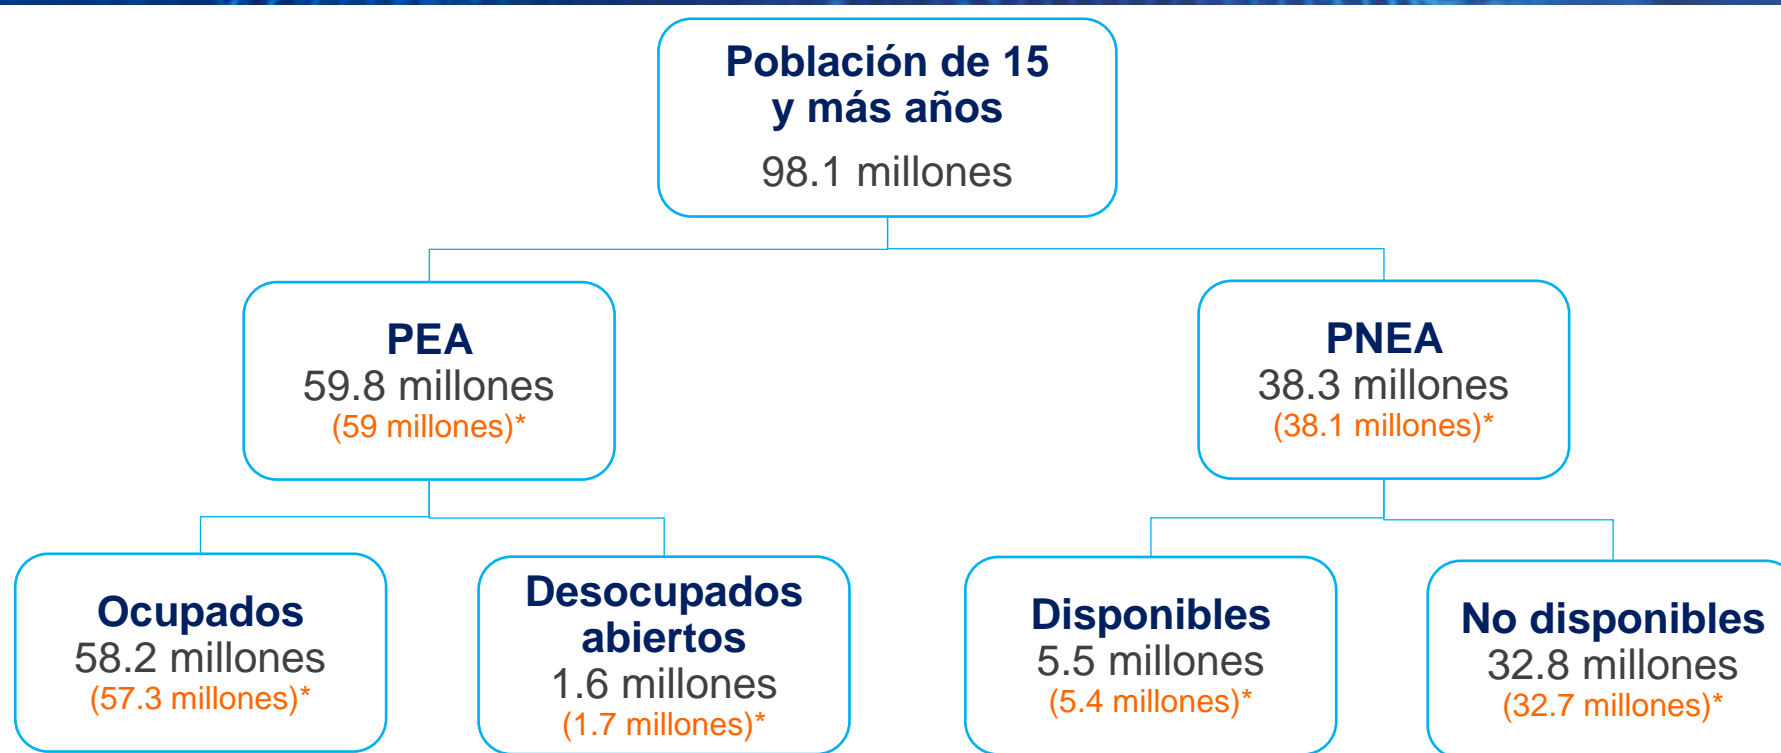 Población de 15
y más años
98.1 millones
PEA
59.8 millones
(59 millones)*
PNEA
38.3 millones
(38.1 millones)*
Ocupados
58.2 millones
(57.3 millones)*
Desocupados
abiertos
1.6 millones
(1.7 millones)*
Disponibles
5.5 millones
(5.4 millones)*
No disponibles
32.8 millones
(32.7 millones)*